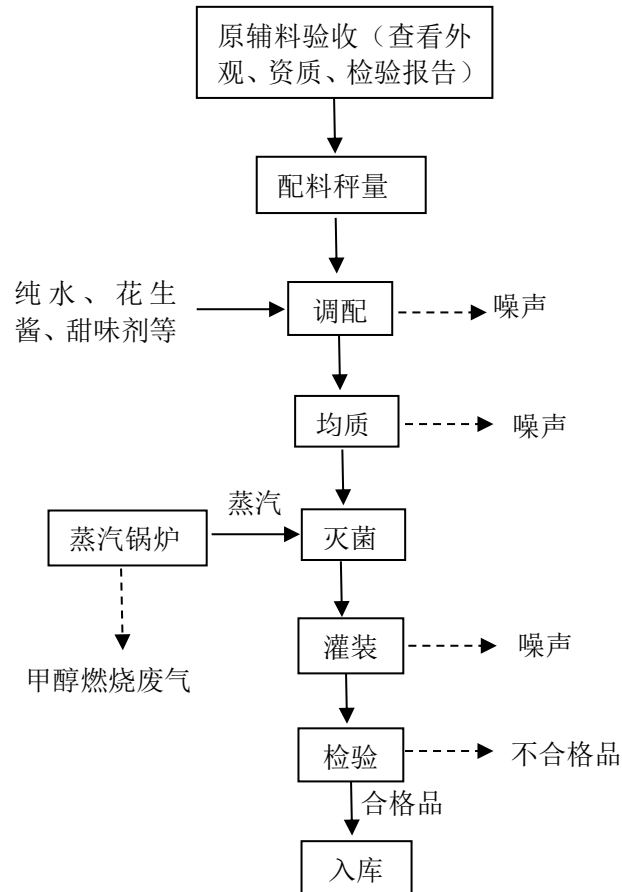 原辅料验收（查看外
观、资质、检验报告）
配料秤量
纯水、花生
酱、甜味剂等
调配
噪声
均质
噪声
蒸汽
蒸汽锅炉
灭菌
灌装
噪声
甲醇燃烧废气
检验
不合格品
合格品
入库